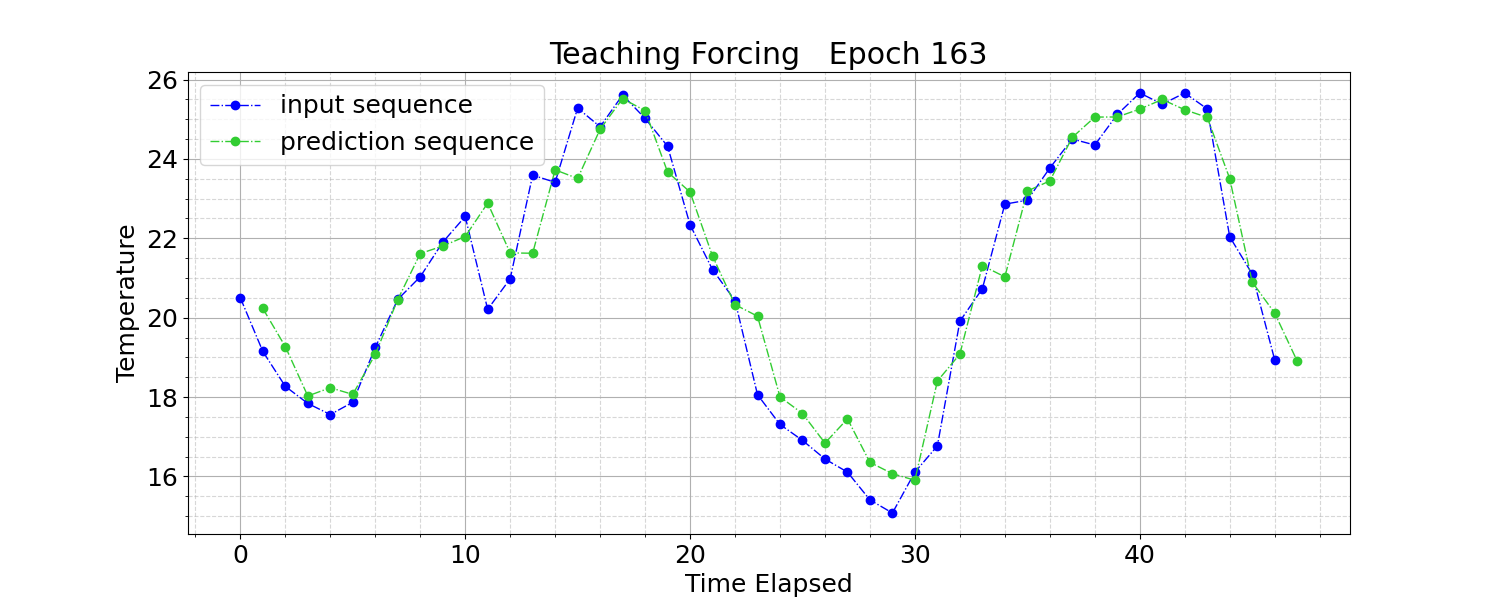 Teaching Forcing   Epoch 163
26
24
22
20
18
16
input sequence
prediction sequence
Temperature
0 10 20 30 40
Time Elapsed